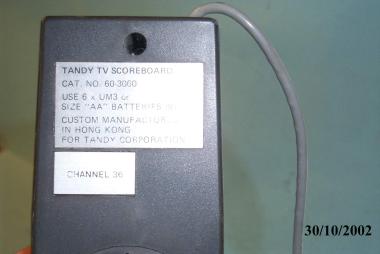 TANDY TV SCOREBOARD
CAT. NO. 60-3060
USE 6 x UM3 or
SIZE "AA" BATTERIES
CUSTOM MANUFACTURED
IN HONG KONG
FOR TANDY CORPORATION
CHANNEL 36
30/10/2002